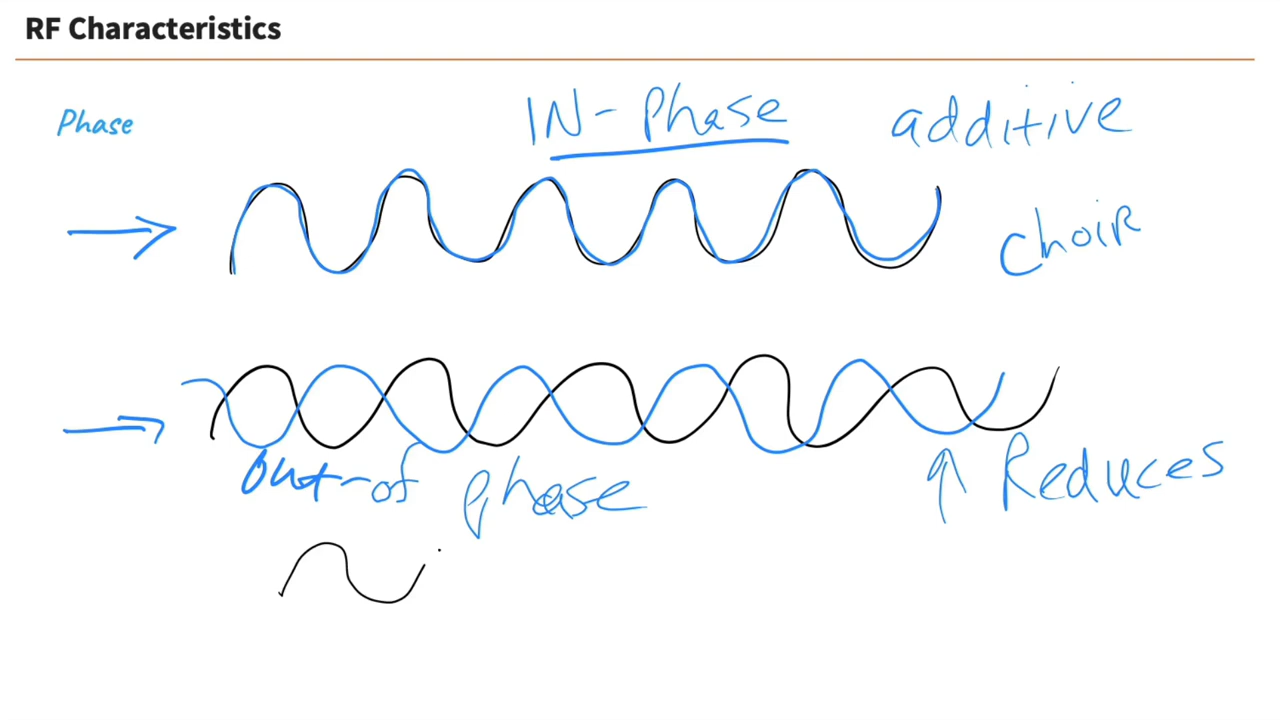 RF Characteristics
Phase
IN-Phase
additive
choir
out-of phase
Reduces